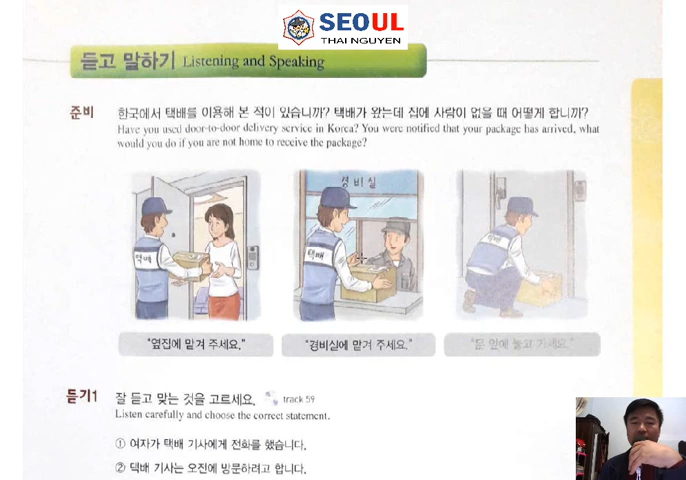 SEOUL
THAI NGUYEN
듣고 말하기 Listening and Speaking
준비
한국에서 택배를 이용해 본 적이 있습니까? 택배가 왔는데 집에 사람이 없을 때 어떻게 합니까?
Have you used door-to-door delivery service in Korea? You were notified that your package has arrived, what
would you do if you are not home to receive the package?
경비실
택배
택배
택배
"옆집에 맡겨 주세요."
"경비실에 맡겨 주세요."
"문 앞에 놓고 가세요."
듣기1
잘 듣고 맞는 것을 고르세요. track 59
Listen carefully and choose the correct statement.
① 여자가 택배 기사에게 전화를 했습니다.
② 택배 기사는 오전에 방문하려고 합니다.